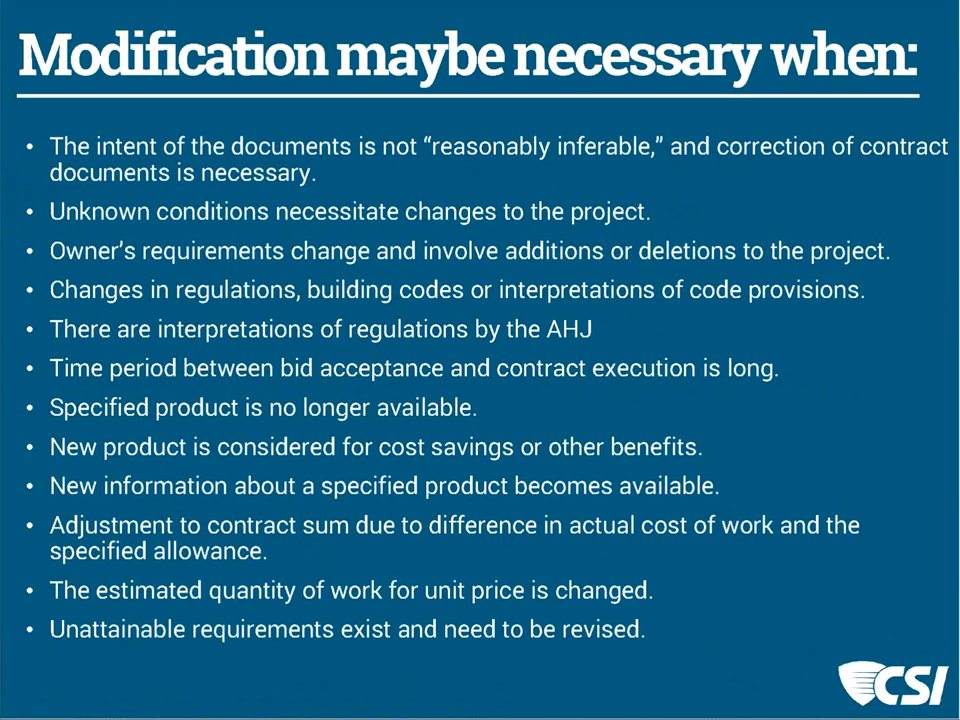 Modification maybe necessary when:
• The intent of the documents is not “reasonably inferable,” and correction of contract
documents is necessary.
• Unknown conditions necessitate changes to the project.
• Owner’s requirements change and involve additions or deletions to the project.
• Changes in regulations, building codes or interpretations of code provisions.
• There are interpretations of regulations by the AHJ
• Time period between bid acceptance and contract execution is long.
• Specified product is no longer available.
• New product is considered for cost savings or other benefits.
• New information about a specified product becomes available.
• Adjustment to contract sum due to difference in actual cost of work and the
specified allowance.
• The estimated quantity of work for unit price is changed.
• Unattainable requirements exist and need to be revised.
CSI